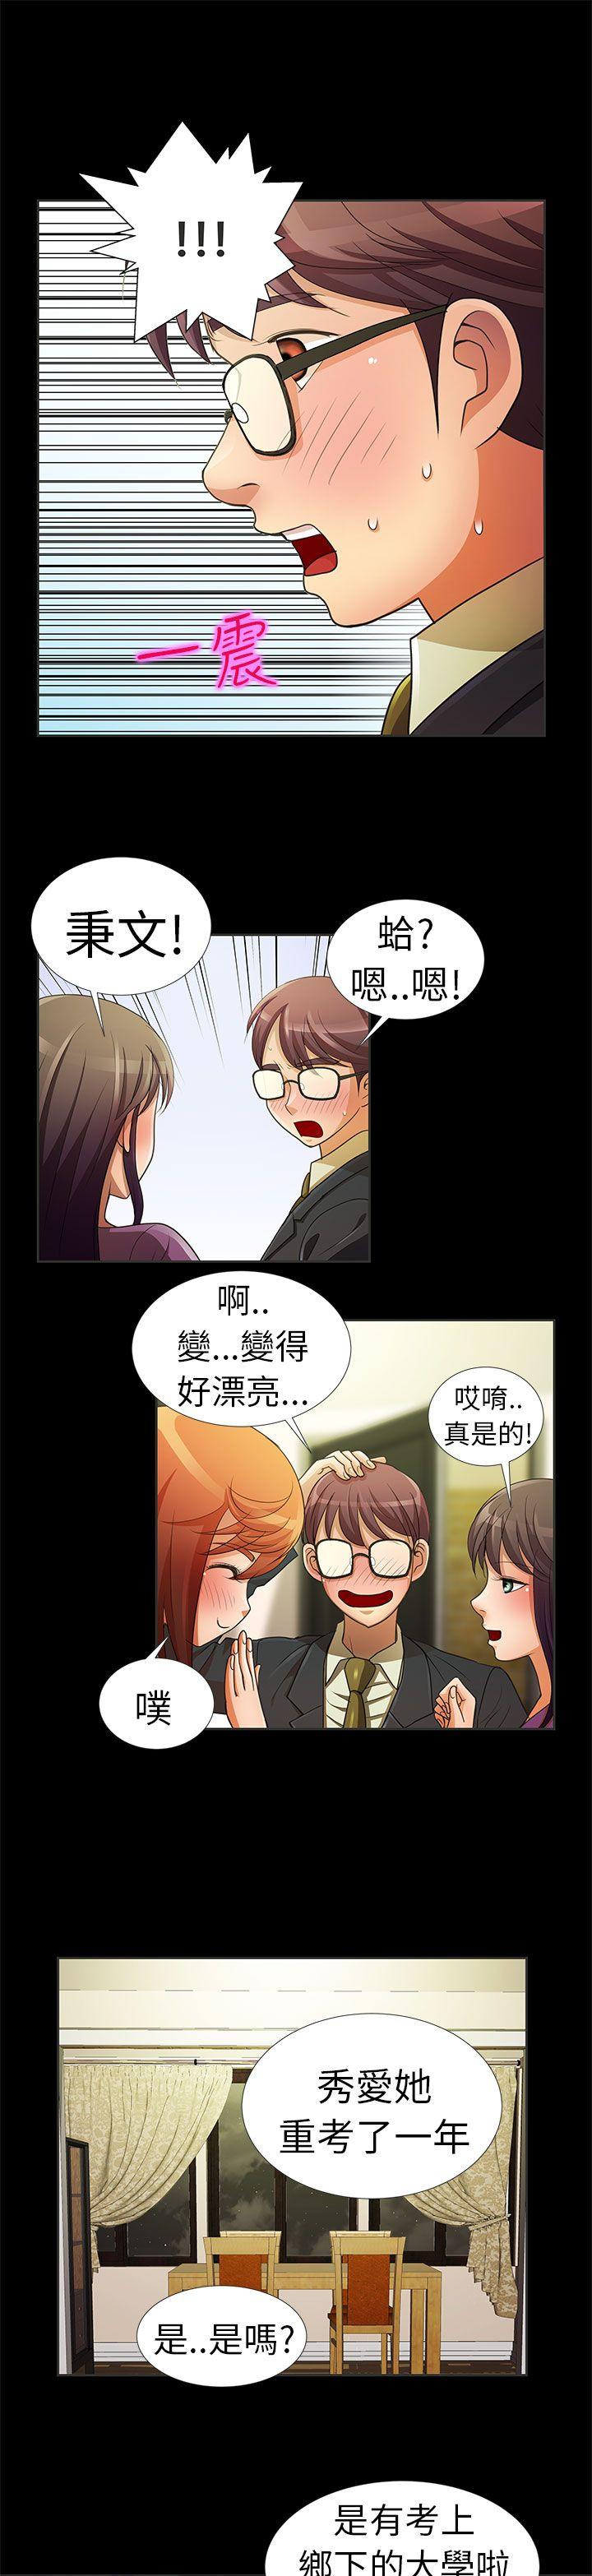 !!!
一震
秉文!
蛤?
嗯..嗯!
啊..
變...變得
好漂亮...
哎唷..
真是的!
噗
秀愛她
重考了一年
是..是嗎?
是有考上
鄉下的大學啦